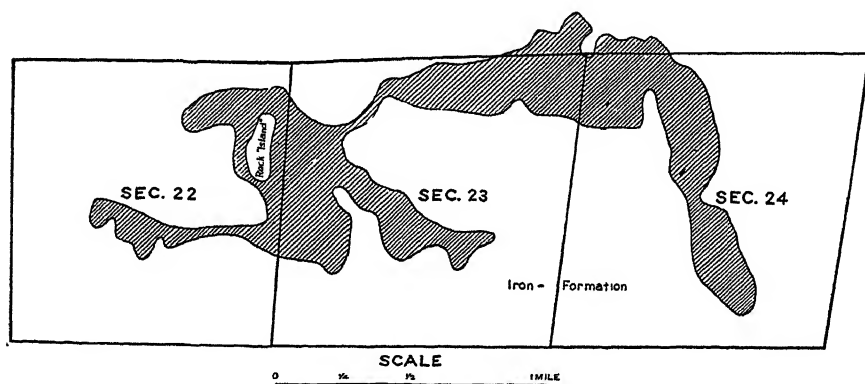 Rock Island
SEC. 22
SEC. 23
SEC. 24
Iron - Formation
SCALE
0 ¼ ½ 1 MILE